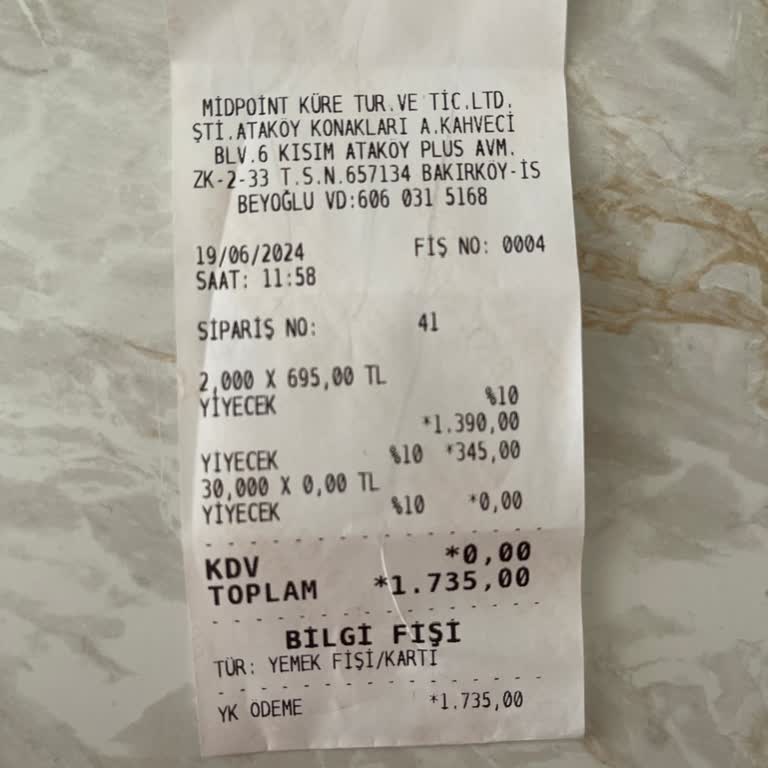 MİDPOİNT KÜRE TUR.VE TİC.LTD.
ŞTİ.ATAKÖY KONAKLARI A.KAHVECİ
BLV.6 KISIM ATAKOY PLUS AVM.
ZK-2-33 T.S.N.657134 BAKIRKÖY-İS
BEYOĞLU VD:606 031 5168
19/06/2024 FİŞ NO: 0004
SAAT: 11:58
SİPARİŞ NO: 41
2,000 X 695,00 TL
YİYECEK %10
*1.390,00
YİYECEK %10 *345,00
30,000 X 0,00 TL
YİYECEK %10 *0,00
KDV *0,00
TOPLAM *1.735,00
BİLGİ FİŞİ
TÜR: YEMEK FİŞİ/KARTI
YK ÖDEME *1.735,00